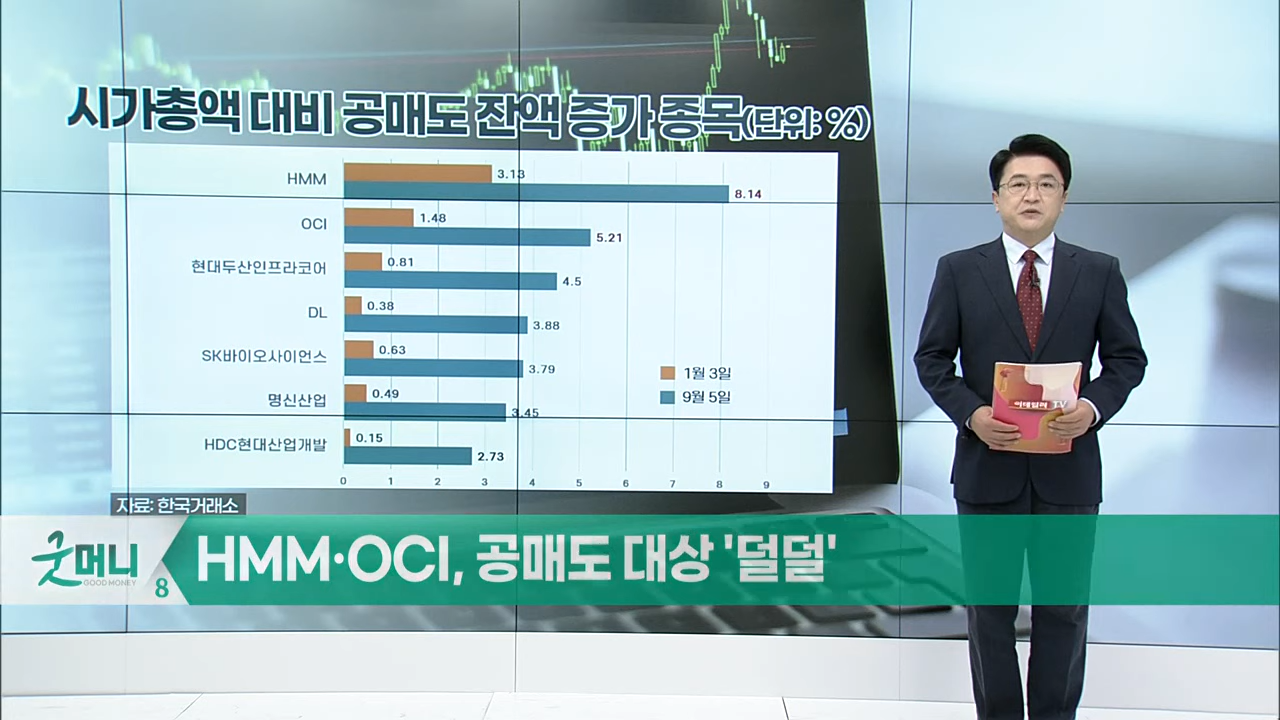 시가총액 대비 공매도 잔액 증가 종목(단위: %)
HMM
3.13
8.14
OCI
1.48
5.21
현대두산인프라코어
0.81
4.5
DL
0.38
3.88
SK바이오사이언스
0.63
3.79
명신산업
0.49
3.45
HDC현대산업개발
0.15
2.73
1월 3일
9월 5일
0 1 2 3 4 5 6 7 8 9
자료: 한국거래소
이데일리 TV
굿머니
GOOD MONEY
8
HMM·OCI, 공매도 대상 '덜덜'